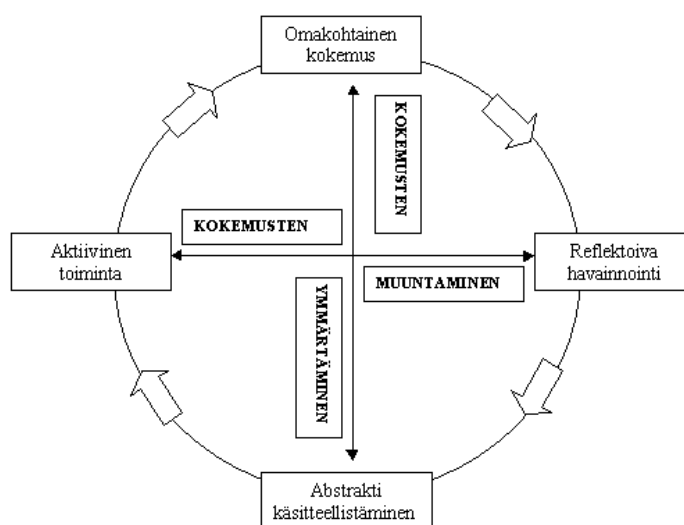 Omakohtainen
kokemus
KOKEMUSTEN
KOKEMUSTEN
Aktiivinen
toiminta
Reflektoiva
havainnointi
MUUNTAMINEN
YMMÄRTÄMINEN
Abstrakti
käsitteellistäminen